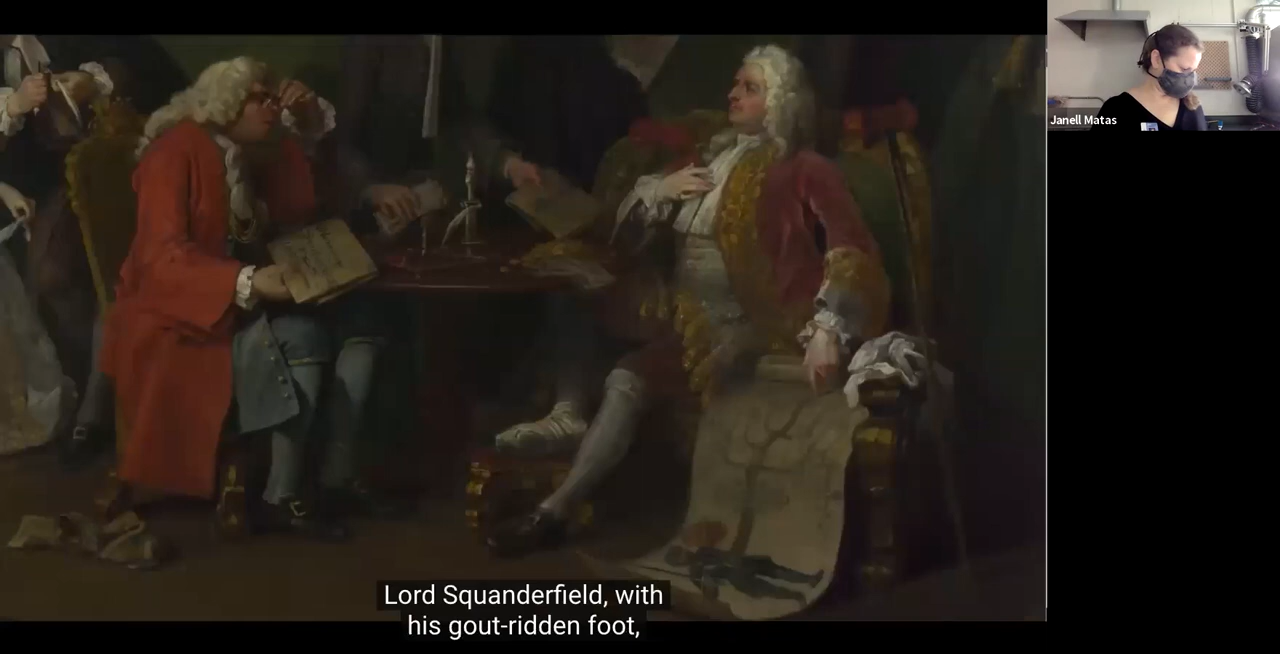 Janell Matas
Lord Squanderfield, with
his gout-ridden foot,